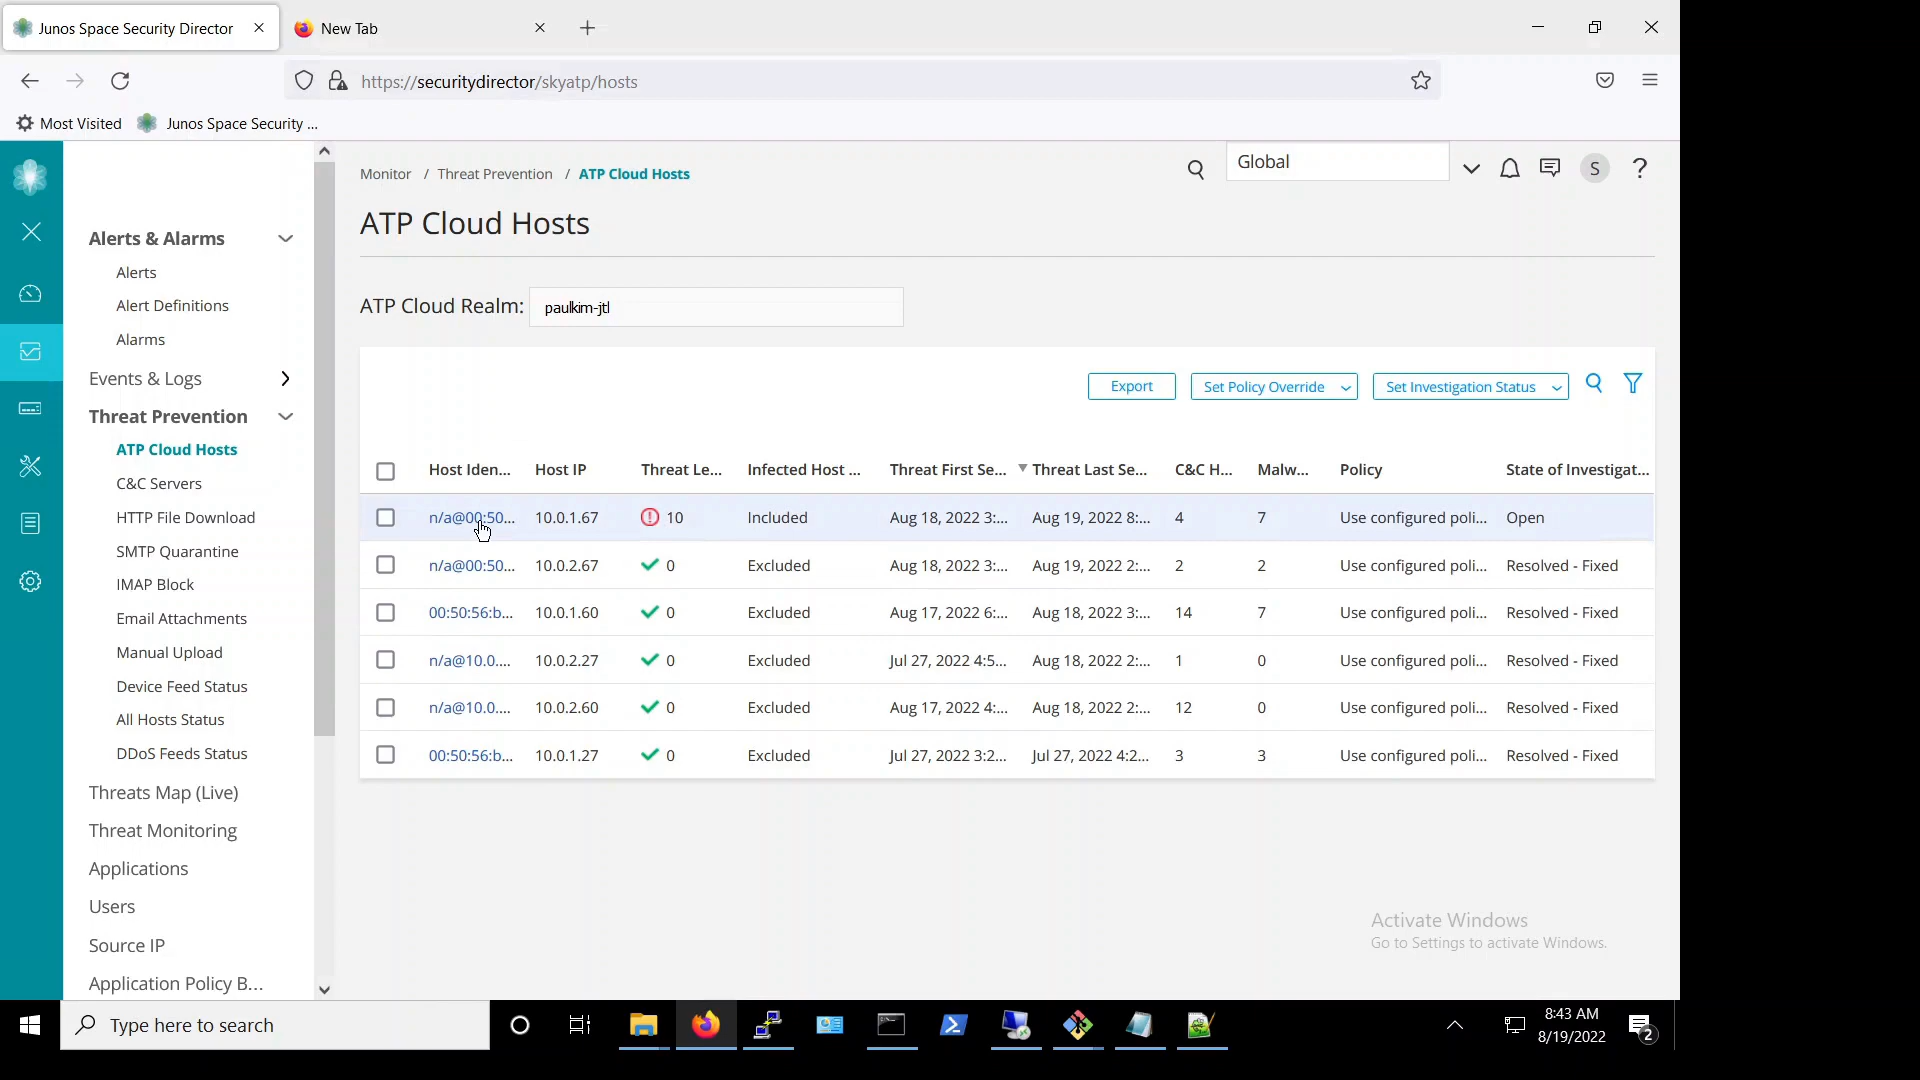 Junos Space Security Director
New Tab
https://securitydirector/skyatp/hosts
Most Visited
Junos Space Security ...
Alerts & Alarms
Alerts
Alert Definitions
Alarms
Events & Logs
Threat Prevention
ATP Cloud Hosts
C&C Servers
HTTP File Download
SMTP Quarantine
IMAP Block
Email Attachments
Manual Upload
Device Feed Status
All Hosts Status
DDoS Feeds Status
Threats Map (Live)
Threat Monitoring
Applications
Users
Source IP
Application Policy B...
Monitor / Threat Prevention / ATP Cloud Hosts
Global
S
?
ATP Cloud Hosts
ATP Cloud Realm: paulkim-jtl
Export Set Policy Override Set Investigation Status
Host Iden... Host IP Threat Le... Infected Host ... Threat First Se... Threat Last Se... C&C H... Malw... Policy State of Investigat...
n/a@00:50... 10.0.1.67 10 Included Aug 18, 2022 3:... Aug 19, 2022 8:... 4 7 Use configured poli... Open
n/a@00:50... 10.0.2.67 0 Excluded Aug 18, 2022 3:... Aug 19, 2022 2:... 2 2 Use configured poli... Resolved - Fixed
00:50:56:b... 10.0.1.60 0 Excluded Aug 17, 2022 6:... Aug 18, 2022 3:... 14 7 Use configured poli... Resolved - Fixed
n/a@10.0.... 10.0.2.27 0 Excluded Jul 27, 2022 4:5... Aug 18, 2022 2:... 1 0 Use configured poli... Resolved - Fixed
n/a@10.0.... 10.0.2.60 0 Excluded Aug 17, 2022 4:... Aug 18, 2022 2:... 12 0 Use configured poli... Resolved - Fixed
00:50:56:b... 10.0.1.27 0 Excluded Jul 27, 2022 3:2... Jul 27, 2022 4:2... 3 3 Use configured poli... Resolved - Fixed
Activate Windows
Go to Settings to activate Windows.
Type here to search
8:43 AM
8/19/2022
2